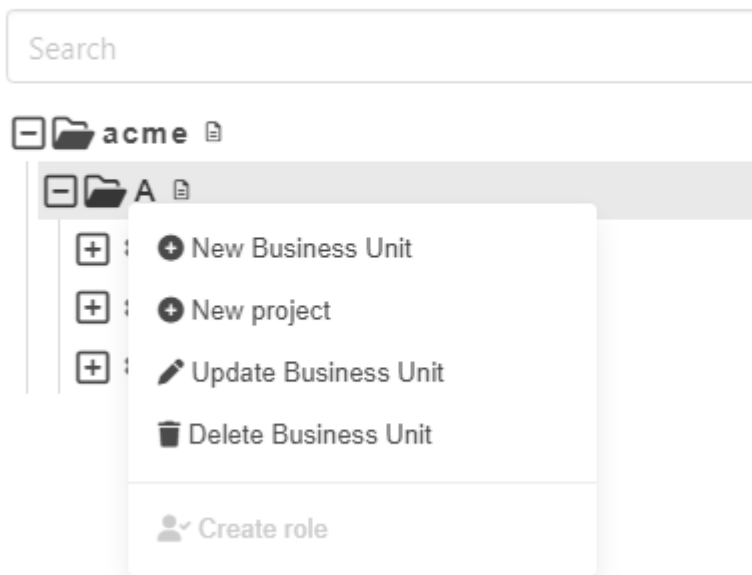 Search
acme
A
New Business Unit
New project
Update Business Unit
Delete Business Unit
Create role